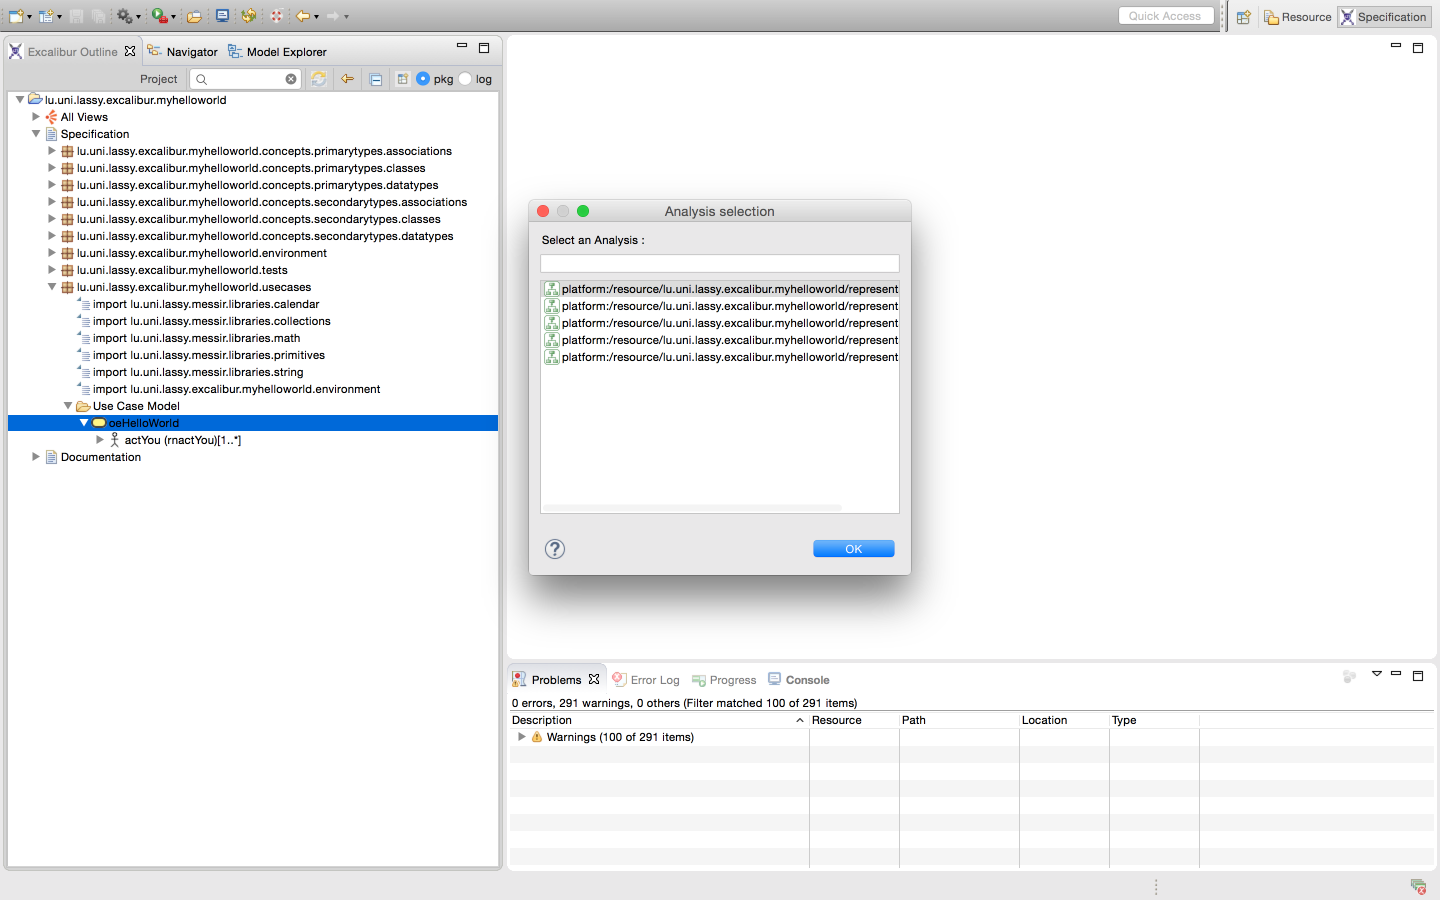 Quick Access
Resource
Specification
Excalibur Outline
Navigator
Model Explorer
Project
pkg
log
lu.uni.lassy.excalibur.myhelloworld
All Views
Specification
lu.uni.lassy.excalibur.myhelloworld.concepts.primarytypes.associations
lu.uni.lassy.excalibur.myhelloworld.concepts.primarytypes.classes
lu.uni.lassy.excalibur.myhelloworld.concepts.primarytypes.datatypes
lu.uni.lassy.excalibur.myhelloworld.concepts.secondarytypes.associations
lu.uni.lassy.excalibur.myhelloworld.concepts.secondarytypes.classes
lu.uni.lassy.excalibur.myhelloworld.concepts.secondarytypes.datatypes
lu.uni.lassy.excalibur.myhelloworld.environment
lu.uni.lassy.excalibur.myhelloworld.tests
lu.uni.lassy.excalibur.myhelloworld.usecases
import lu.uni.lassy.messir.libraries.calendar
import lu.uni.lassy.messir.libraries.collections
import lu.uni.lassy.messir.libraries.math
import lu.uni.lassy.messir.libraries.primitives
import lu.uni.lassy.messir.libraries.string
import lu.uni.lassy.excalibur.myhelloworld.environment
Use Case Model
oeHelloWorld
actYou (rnactYou)[1..*]
Documentation
Analysis selection
Select an Analysis :
platform:/resource/lu.uni.lassy.excalibur.myhelloworld/represent
platform:/resource/lu.uni.lassy.excalibur.myhelloworld/represent
platform:/resource/lu.uni.lassy.excalibur.myhelloworld/represent
platform:/resource/lu.uni.lassy.excalibur.myhelloworld/represent
platform:/resource/lu.uni.lassy.excalibur.myhelloworld/represent
?
OK
Problems
Error Log
Progress
Console
0 errors, 291 warnings, 0 others (Filter matched 100 of 291 items)
Description
Resource
Path
Location
Type
Warnings (100 of 291 items)